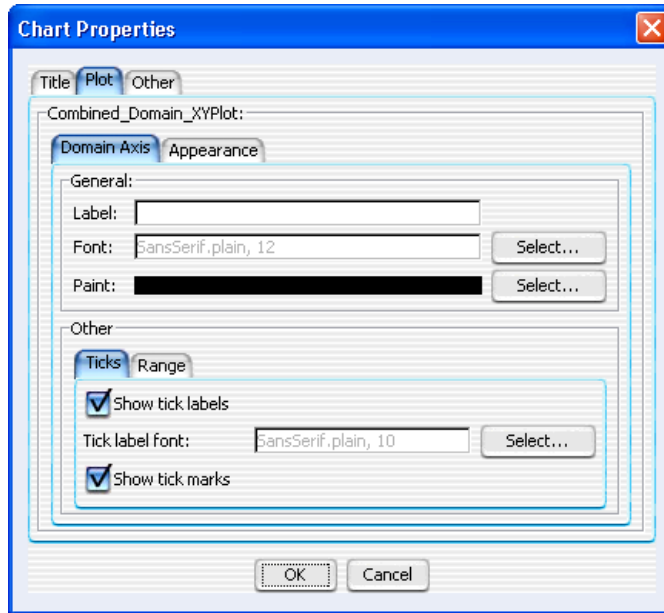 Chart Properties
Title Plot Other
Combined_Domain_XYPlot:
Domain Axis Appearance
General:
Label:
Font: SansSerif.plain, 12 Select...
Paint: Select...
Other
Ticks Range
Show tick labels
Tick label font: SansSerif.plain, 10 Select...
Show tick marks
OK Cancel